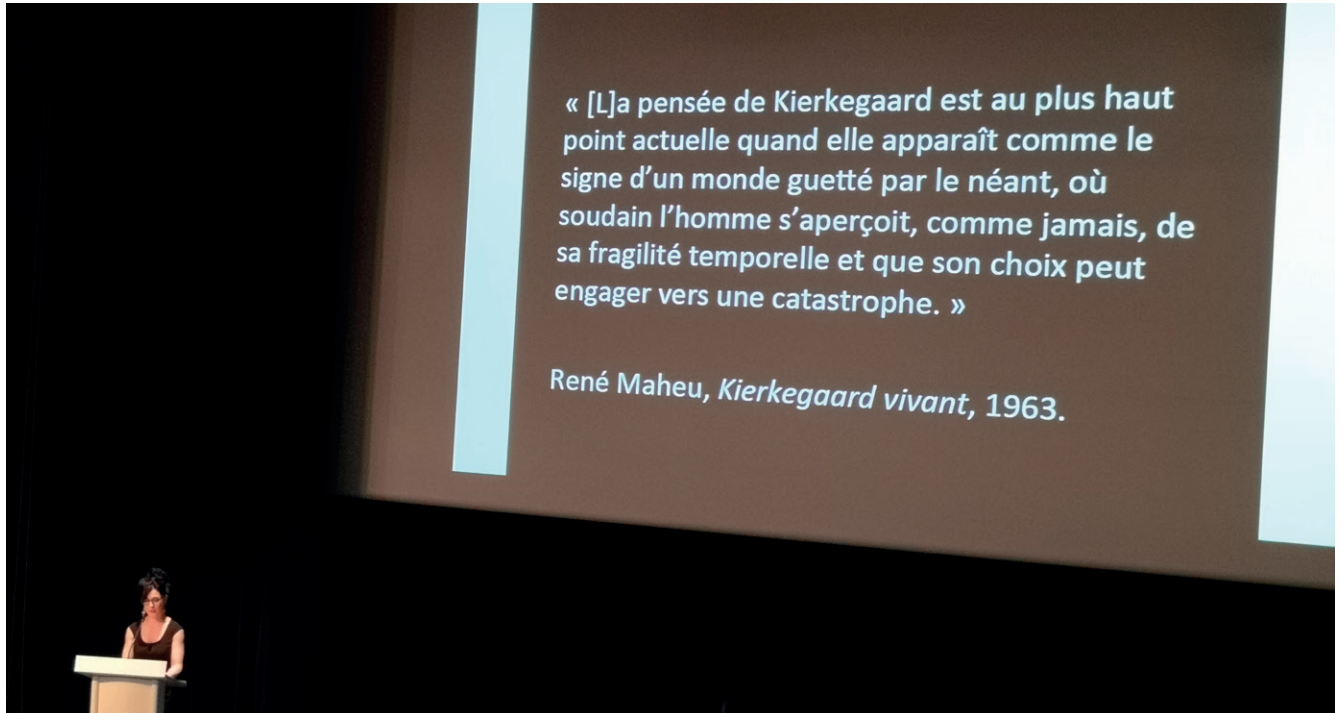 « [L]a pensée de Kierkegaard est au plus haut
point actuelle quand elle apparaît comme le
signe d’un monde guetté par le néant, où
soudain l’homme s’aperçoit, comme jamais, de
sa fragilité temporelle et que son choix peut
engager vers une catastrophe. »
René Maheu, Kierkegaard vivant, 1963.